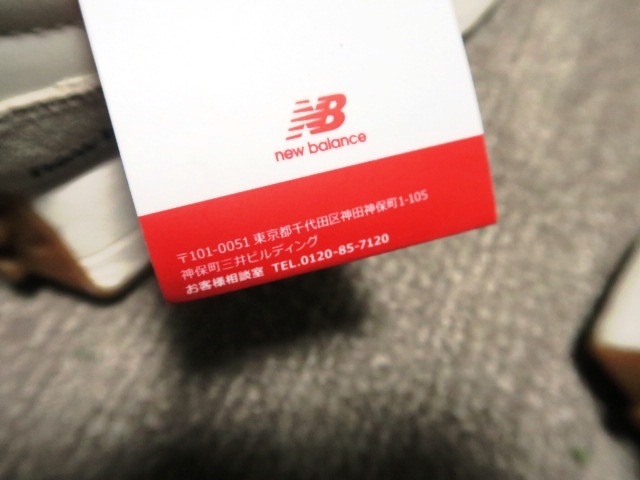 NB
new balance
〒101-0051 東京都千代田区神田神保町1-105
神保町三井ビルディング
お客様相談室 TEL.0120-85-7120